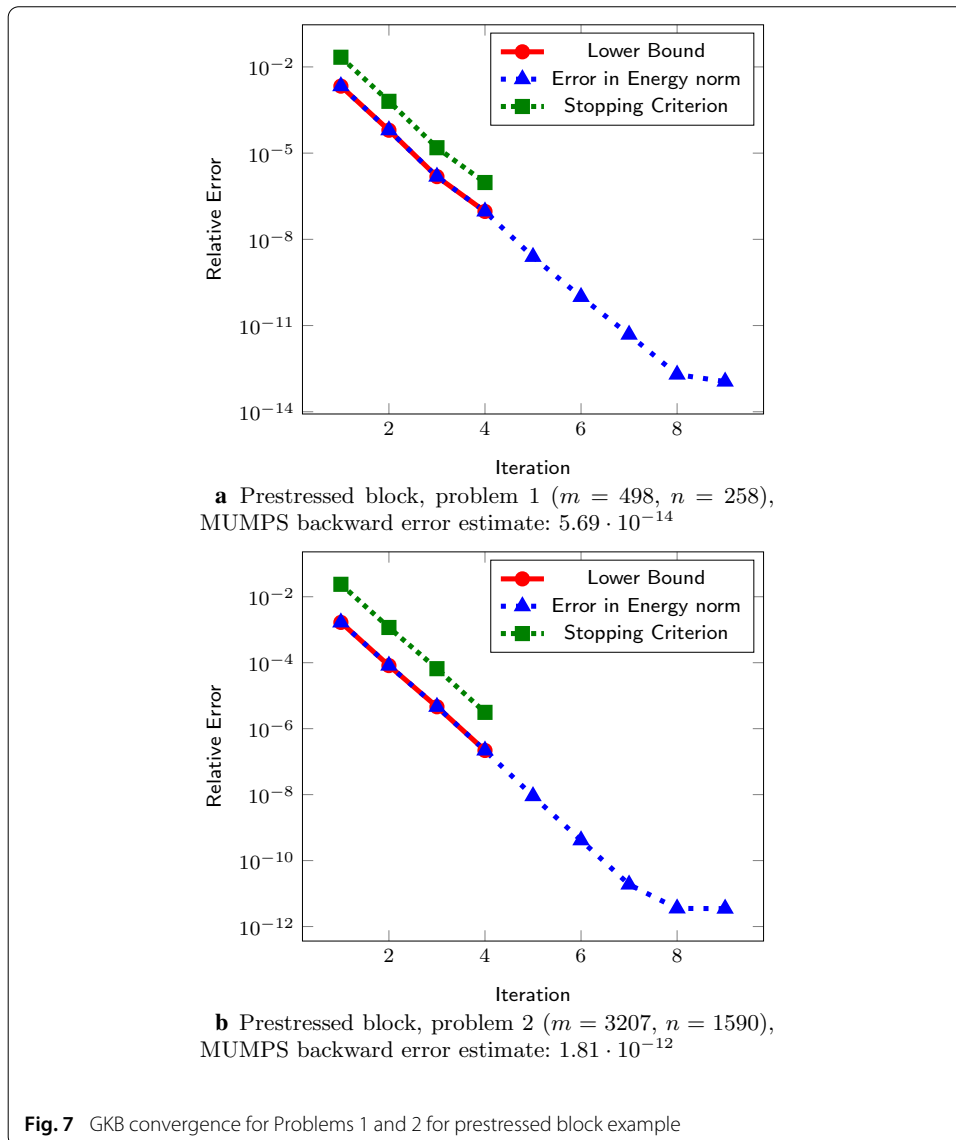 Lower Bound
Error in Energy norm
Stopping Criterion
10−2
10−5
10−8
10−11
10−14
Relative Error
2 4 6 8
Iteration
a Prestressed block, problem 1 (m = 498, n = 258),
MUMPS backward error estimate: 5.69 · 10−14
Lower Bound
Error in Energy norm
Stopping Criterion
10−2
10−4
10−6
10−8
10−10
10−12
Relative Error
2 4 6 8
Iteration
b Prestressed block, problem 2 (m = 3207, n = 1590),
MUMPS backward error estimate: 1.81 · 10−12
Fig. 7 GKB convergence for Problems 1 and 2 for prestressed block example